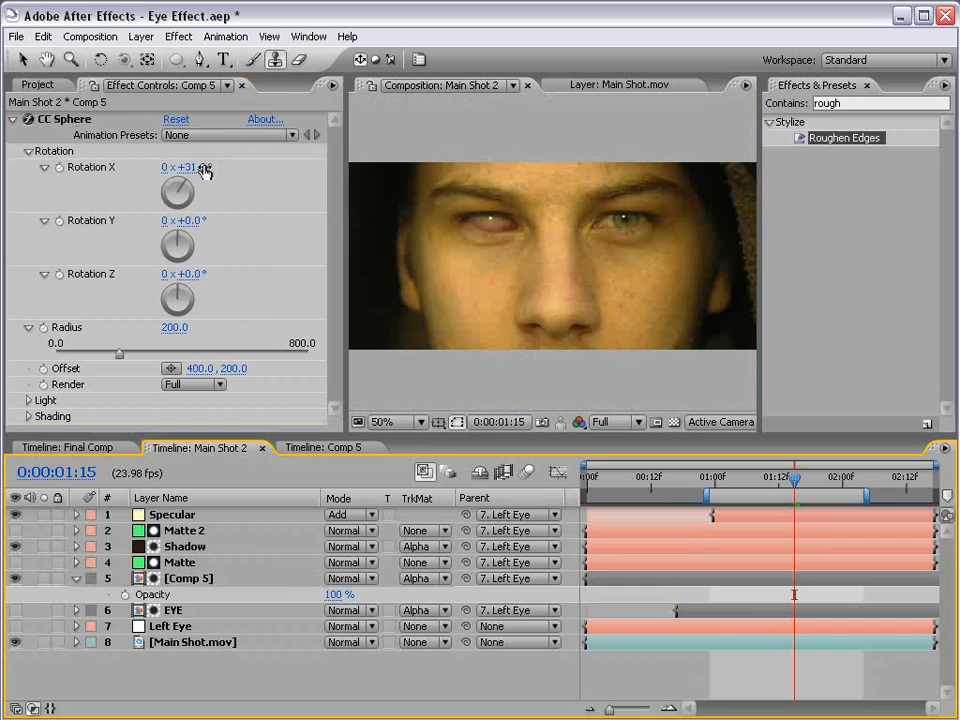 Adobe After Effects - Eye Effect.aep *
File Edit Composition Layer Effect Animation View Window Help
Workspace: Standard
Project Effect Controls: Comp 5 Composition: Main Shot 2 Layer: Main Shot.mov Effects & Presets
Main Shot 2 * Comp 5
Contains: rough
CC Sphere Reset About...
Stylize
Animation Presets: None
Roughen Edges
Rotation
Rotation X 0 x +31
Rotation Y 0 x +0.0°
Rotation Z 0 x +0.0°
Radius 200.0
0.0 800.0
Offset 400.0, 200.0
Render Full
Light
Shading
50% 0:00:01:15 Full Active Camera
Timeline: Final Comp Timeline: Main Shot 2 Timeline: Comp 5
0:00:01:15 (23.98 fps)
:00f 00:12f 01:00f 01:12f 02:00f 02:12f
# Layer Name Mode T TrkMat Parent
1 Specular Add 7. Left Eye
2 Matte 2 Normal None 7. Left Eye
3 Shadow Normal Alpha 7. Left Eye
4 Matte Normal None 7. Left Eye
5 [Comp 5] Normal Alpha 7. Left Eye
Opacity 100 %
6 EYE Normal Alpha 7. Left Eye
7 Left Eye Normal None None
8 [Main Shot.mov] Normal None None